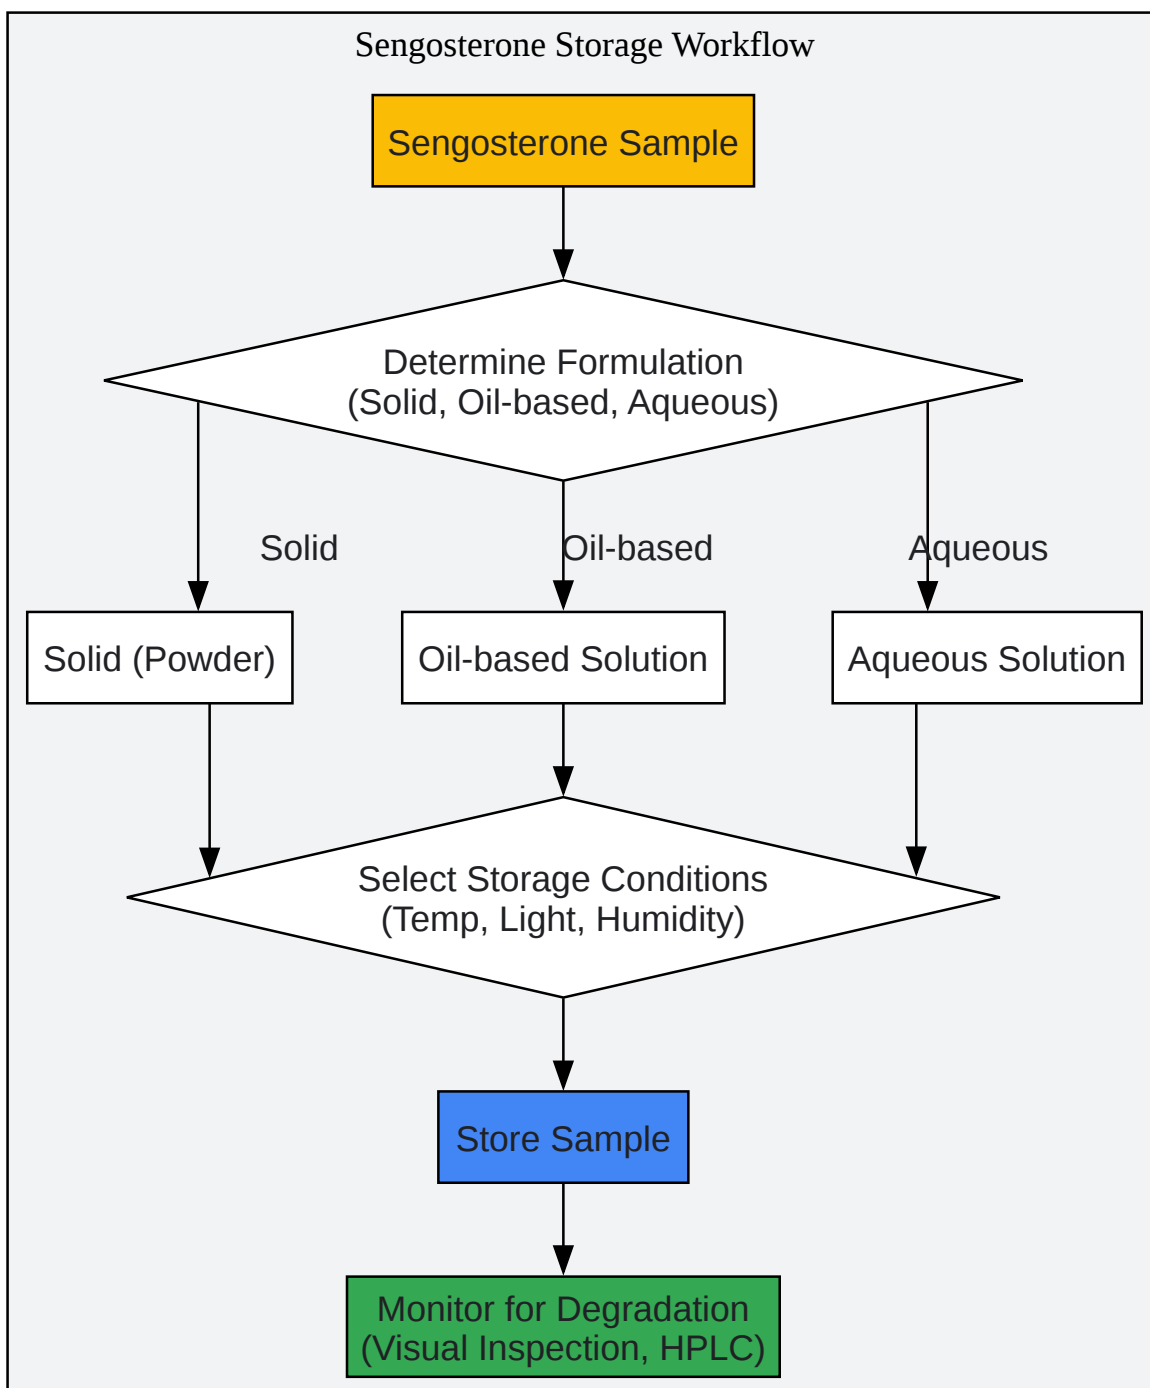 Sengosterone Storage Workflow
Sengosterone Sample
Determine Formulation
(Solid, Oil-based, Aqueous)
Solid
Oil-based
Aqueous
Solid (Powder)
Oil-based Solution
Aqueous Solution
Select Storage Conditions
(Temp, Light, Humidity)
Store Sample
Monitor for Degradation
(Visual Inspection, HPLC)